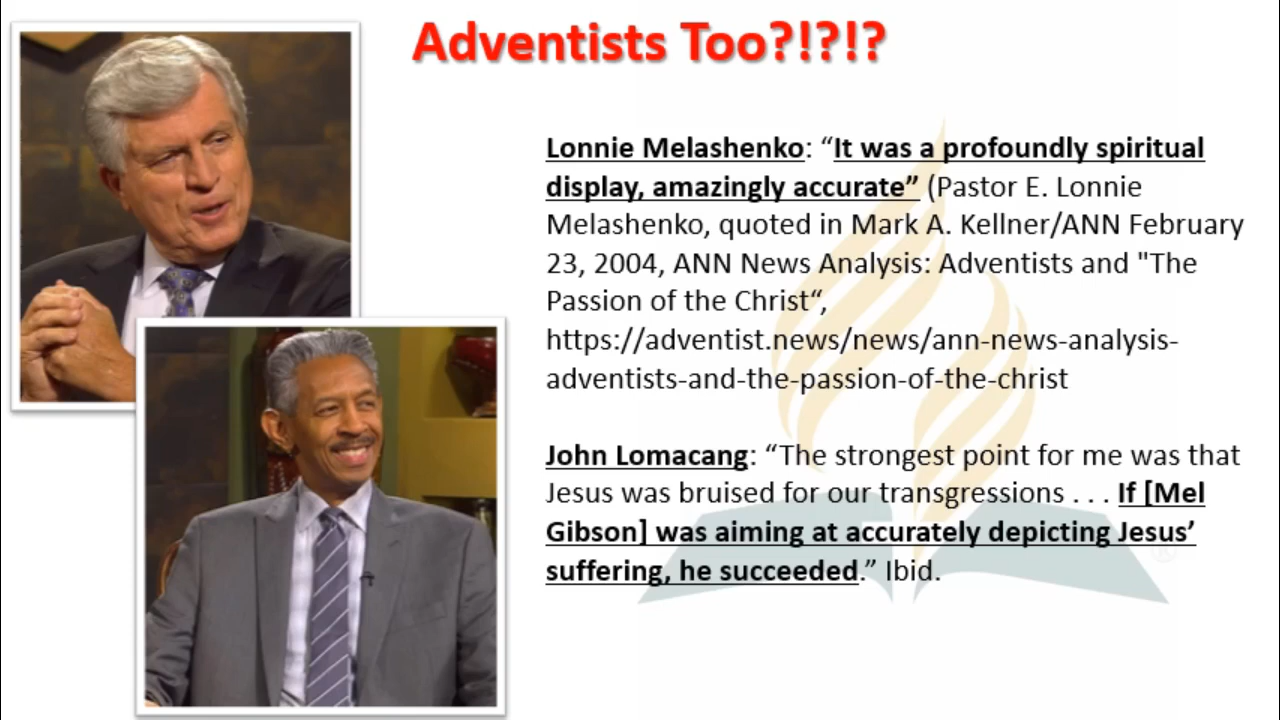 Adventists Too?!?!?
Lonnie Melashenko: “It was a profoundly spiritual
display, amazingly accurate” (Pastor E. Lonnie
Melashenko, quoted in Mark A. Kellner/ANN February
23, 2004, ANN News Analysis: Adventists and "The
Passion of the Christ“,
https://adventist.news/news/ann-news-analysis-
adventists-and-the-passion-of-the-christ
John Lomacang: “The strongest point for me was that
Jesus was bruised for our transgressions . . . If [Mel
Gibson] was aiming at accurately depicting Jesus’
suffering, he succeeded.” Ibid.
®